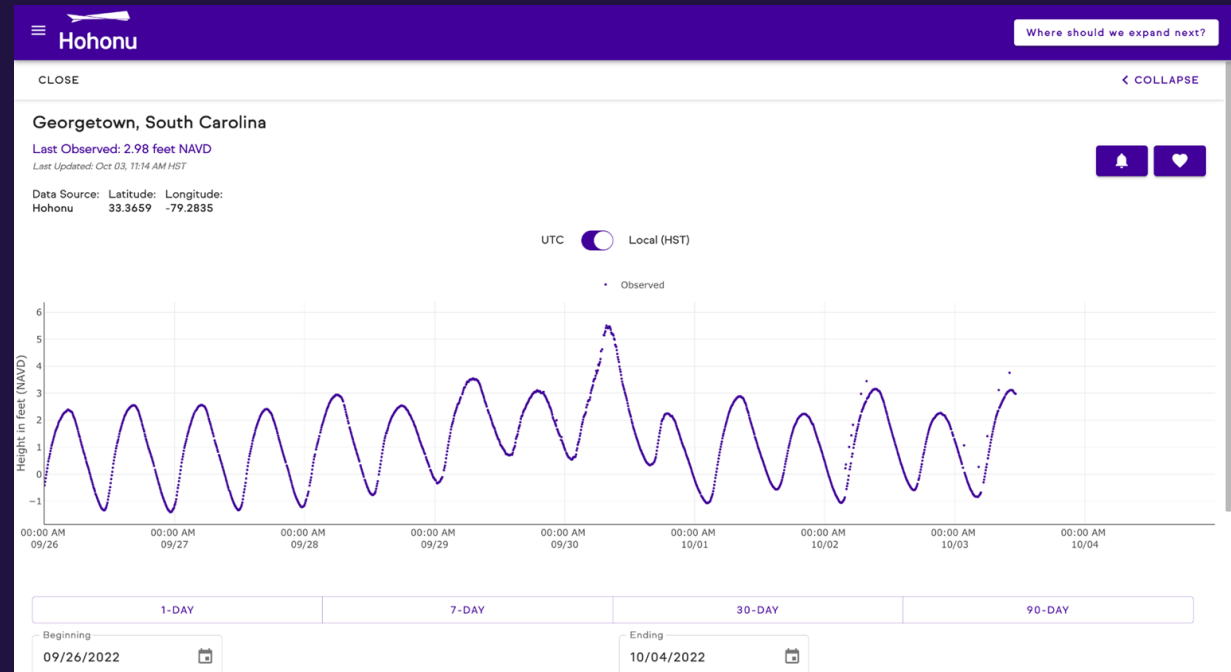 Hohonu
Where should we expand next?
CLOSE
COLLAPSE
Georgetown, South Carolina
Last Observed: 2.98 feet NAVD
Last Updated: Oct 03, 11:14 AM HST
Data Source: Latitude: Longitude:
Hohonu 33.3659 -79.2835
UTC Local (HST)
Observed
Height in feet (NAVD)
6
5
4
3
2
1
0
−1
00:00 AM 00:00 AM 00:00 AM 00:00 AM 00:00 AM 00:00 AM 00:00 AM 00:00 AM 00:00 AM
09/26 09/27 09/28 09/29 09/30 10/01 10/02 10/03 10/04
1-DAY 7-DAY 30-DAY 90-DAY
Beginning Ending
09/26/2022 10/04/2022